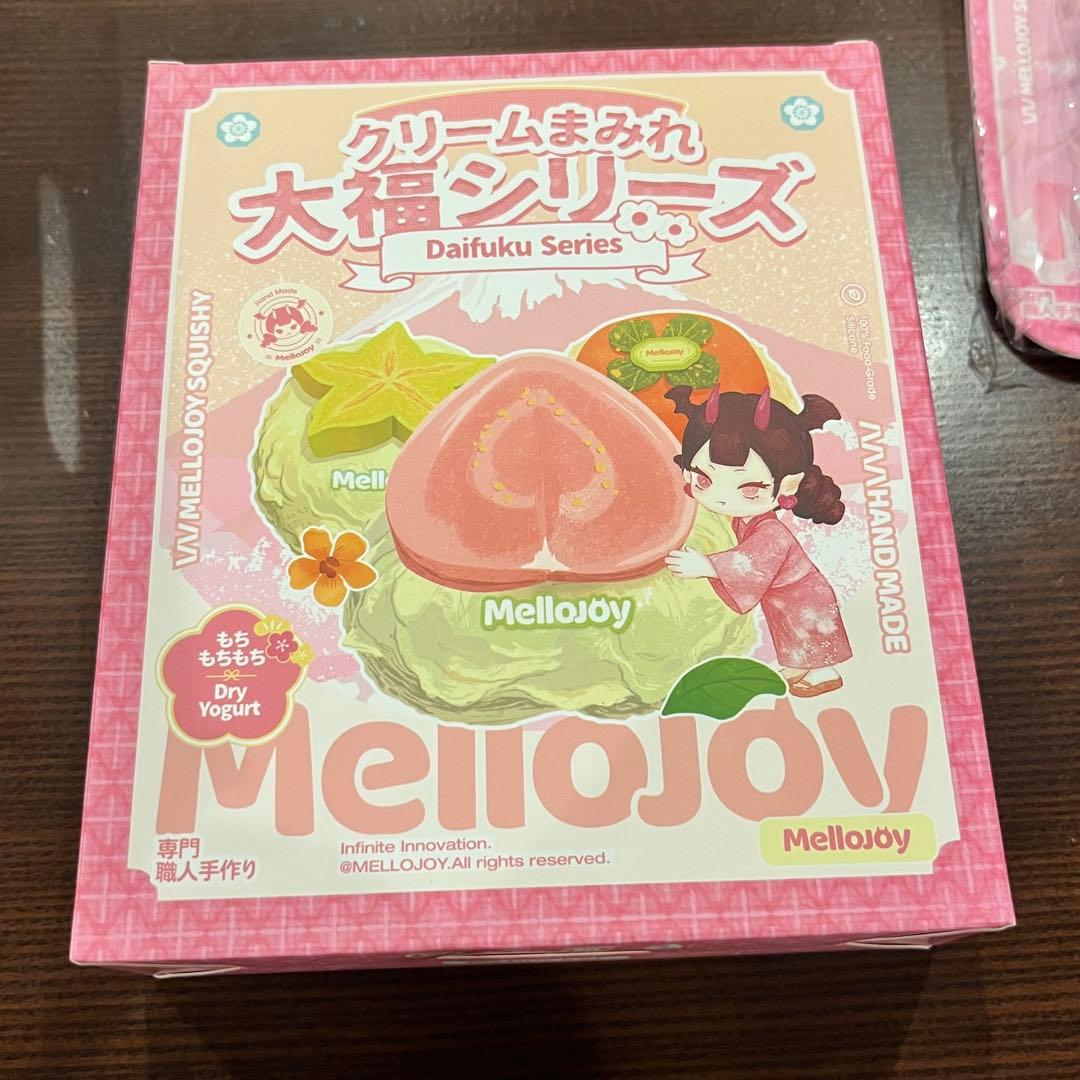 クリームまみれ
大福シリーズ
Daifuku Series
Hand Made
MelloJoy
100% Food-Grade
Silicone
MelloJoy
\/\/\/ MELLOJOY SQUISHY
Mell
/\/\/\ HAND MADE
MelloJoy
もち
もちもち
Dry
Yogurt
MelloJoy
MelloJoy
専門
職人手作り
Infinite Innovation.
@MELLOJOY.All rights reserved.
MELLOJOY S